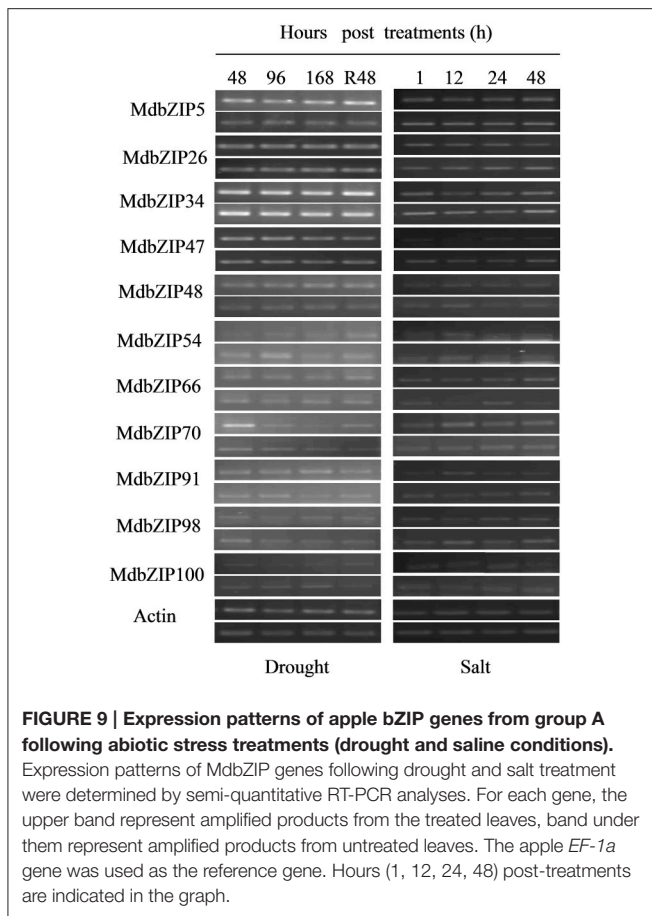 Hours post treatments (h)
48 96 168 R48 1 12 24 48
MdbZIP5
MdbZIP26
MdbZIP34
MdbZIP47
MdbZIP48
MdbZIP54
MdbZIP66
MdbZIP70
MdbZIP91
MdbZIP98
MdbZIP100
Actin
Drought Salt
FIGURE 9 | Expression patterns of apple bZIP genes from group A
following abiotic stress treatments (drought and saline conditions).
Expression patterns of MdbZIP genes following drought and salt treatment
were determined by semi-quantitative RT-PCR analyses. For each gene, the
upper band represent amplified products from the treated leaves, band under
them represent amplified products from untreated leaves. The apple EF-1a
gene was used as the reference gene. Hours (1, 12, 24, 48) post-treatments
are indicated in the graph.